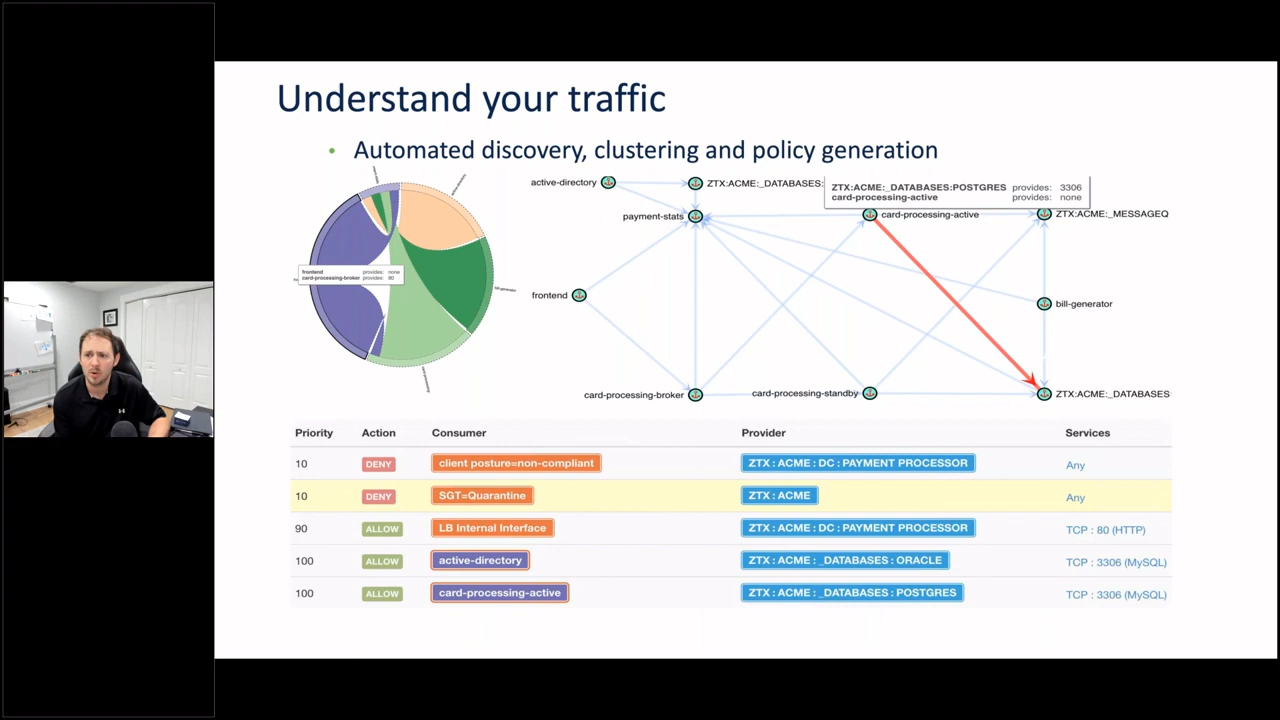 Understand your traffic
• Automated discovery, clustering and policy generation
active-directory
ZTX:ACME:_DATABASES:
ZTX:ACME:_DATABASES:POSTGRES provides: 3306
card-processing-active provides: none
payment-stats
card-processing-active
ZTX:ACME:_MESSAGEQ
frontend provides: none
card-processing-broker provides: 80
bill-generator
frontend
bill-generator
card-processing-broker
card-processing-standby
ZTX:ACME:_DATABASES
Priority Action Consumer Provider Services
10 DENY client posture=non-compliant ZTX : ACME : DC : PAYMENT PROCESSOR Any
10 DENY SGT=Quarantine ZTX : ACME Any
90 ALLOW LB Internal Interface ZTX : ACME : DC : PAYMENT PROCESSOR TCP : 80 (HTTP)
100 ALLOW active-directory ZTX : ACME : _DATABASES : ORACLE TCP : 3306 (MySQL)
100 ALLOW card-processing-active ZTX : ACME : _DATABASES : POSTGRES TCP : 3306 (MySQL)